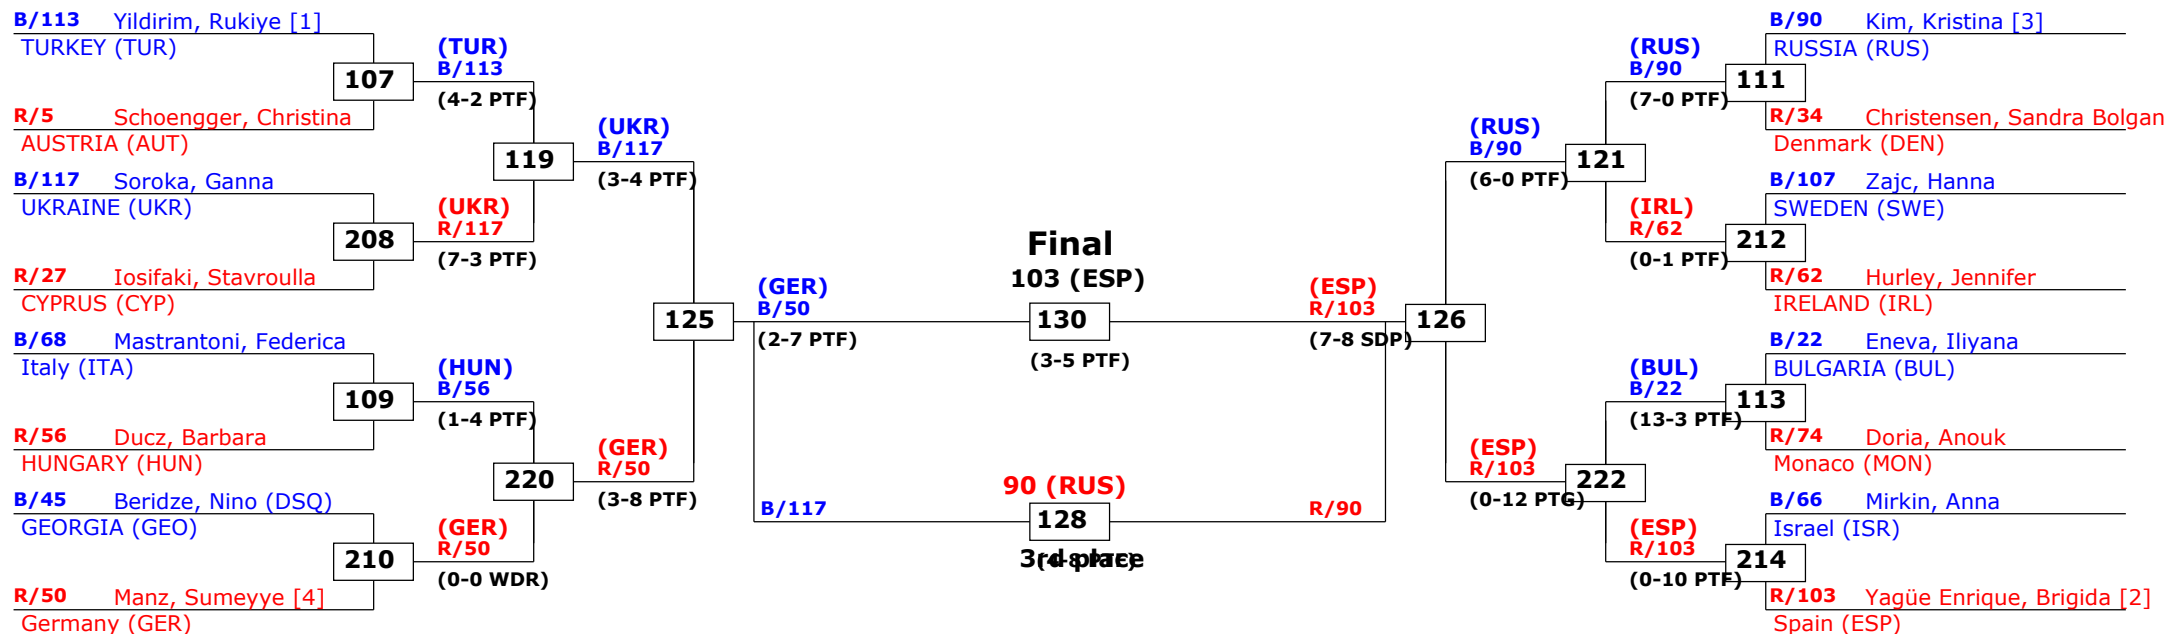 B/113 Yildirim, Rukiye [1]
TURKEY (TUR)
107
R/5 Schoengger, Christina
AUSTRIA (AUT)
(TUR)
B/113
(4-2 PTF)
119
B/117 Soroka, Ganna
UKRAINE (UKR)
208
R/27 Iosifaki, Stavroulla
CYPRUS (CYP)
(UKR)
R/117
(7-3 PTF)
(UKR)
B/117
(3-4 PTF)
125
B/68 Mastrantoni, Federica
Italy (ITA)
109
R/56 Ducz, Barbara
HUNGARY (HUN)
(HUN)
B/56
(1-4 PTF)
220
B/45 Beridze, Nino (DSQ)
GEORGIA (GEO)
210
R/50 Manz, Sumeyye [4]
Germany (GER)
(GER)
R/50
(0-0 WDR)
(GER)
R/50
(3-8 PTF)
(GER)
B/50
(2-7 PTF)
Final
103 (ESP)
130
(3-5 PTF)
B/117
90 (RUS)
128
3rd place
(4-8 PTF)
R/90
(ESP)
R/103
(7-8 SDP)
126
(RUS)
B/90
(6-0 PTF)
121
(RUS)
B/90
(7-0 PTF)
111
B/90 Kim, Kristina [3]
RUSSIA (RUS)
R/34 Christensen, Sandra Bolgan
Denmark (DEN)
(IRL)
R/62
(0-1 PTF)
212
B/107 Zajc, Hanna
SWEDEN (SWE)
R/62 Hurley, Jennifer
IRELAND (IRL)
(ESP)
R/103
(0-12 PTG)
222
(BUL)
B/22
(13-3 PTF)
113
B/22 Eneva, Iliyana
BULGARIA (BUL)
R/74 Doria, Anouk
Monaco (MON)
(ESP)
R/103
(0-10 PTF)
214
B/66 Mirkin, Anna
Israel (ISR)
R/103 Yagüe Enrique, Brigida [2]
Spain (ESP)